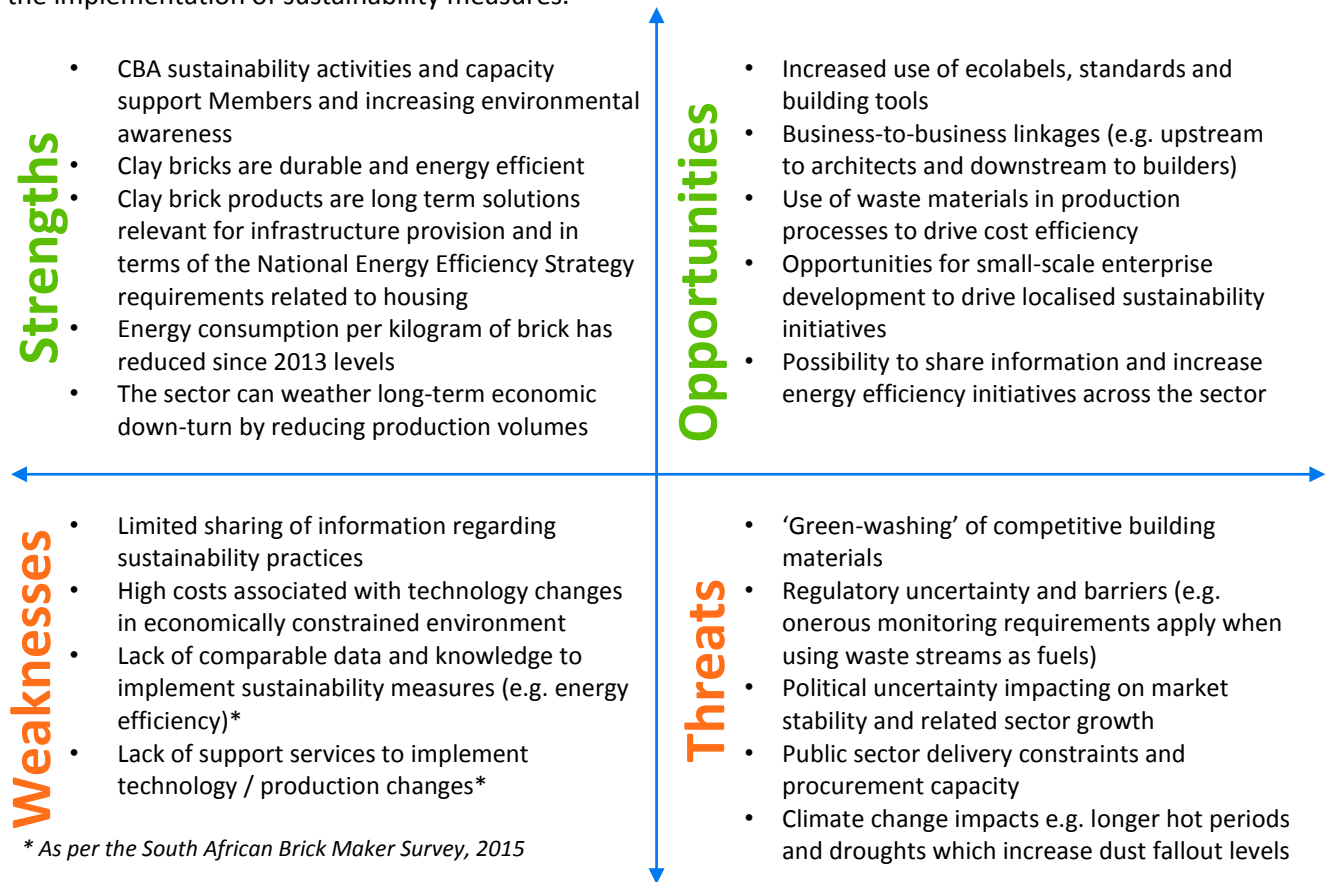 the implementation of sustainability measures.
Strengths
• CBA sustainability activities and capacity
support Members and increasing environmental
awareness
• Clay bricks are durable and energy efficient
• Clay brick products are long term solutions
relevant for infrastructure provision and in
terms of the National Energy Efficiency Strategy
requirements related to housing
• Energy consumption per kilogram of brick has
reduced since 2013 levels
• The sector can weather long-term economic
down-turn by reducing production volumes
Opportunities
• Increased use of ecolabels, standards and
building tools
• Business-to-business linkages (e.g. upstream
to architects and downstream to builders)
• Use of waste materials in production
processes to drive cost efficiency
• Opportunities for small-scale enterprise
development to drive localised sustainability
initiatives
• Possibility to share information and increase
energy efficiency initiatives across the sector
Weaknesses
• Limited sharing of information regarding
sustainability practices
• High costs associated with technology changes
in economically constrained environment
• Lack of comparable data and knowledge to
implement sustainability measures (e.g. energy
efficiency)*
• Lack of support services to implement
technology / production changes*
* As per the South African Brick Maker Survey, 2015
Threats
• ‘Green-washing’ of competitive building
materials
• Regulatory uncertainty and barriers (e.g.
onerous monitoring requirements apply when
using waste streams as fuels)
• Political uncertainty impacting on market
stability and related sector growth
• Public sector delivery constraints and
procurement capacity
• Climate change impacts e.g. longer hot periods
and droughts which increase dust fallout levels